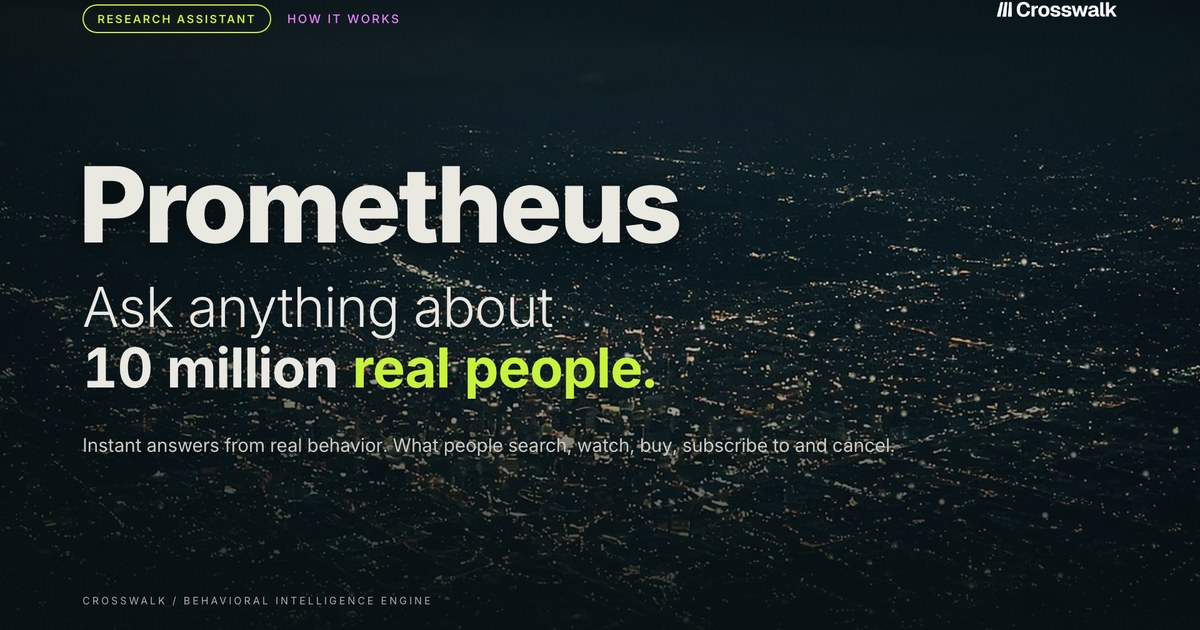 RESEARCH ASSISTANT
HOW IT WORKS
Crosswalk
Prometheus
Ask anything about
10 million real people.
Instant answers from real behavior. What people search, watch, buy, subscribe to and cancel.
CROSSWALK / BEHAVIORAL INTELLIGENCE ENGINE